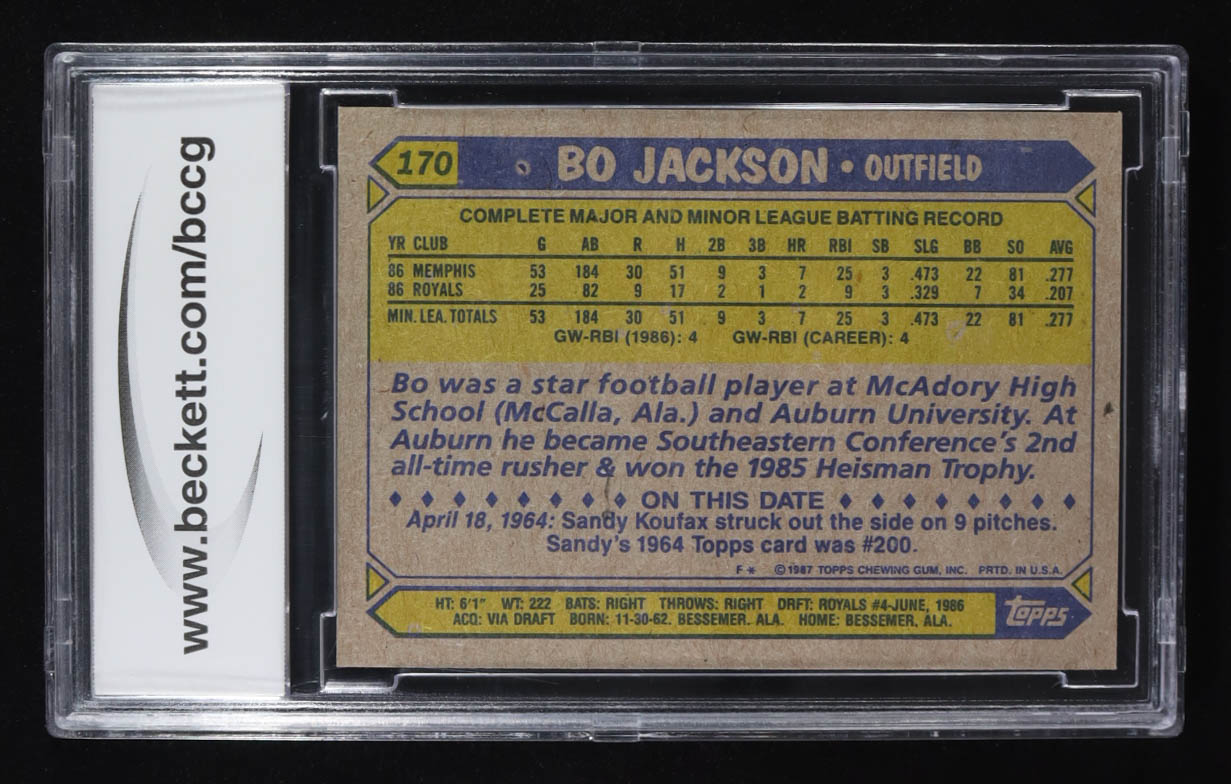 www.beckett.com/bccg
170 BO JACKSON • OUTFIELD
COMPLETE MAJOR AND MINOR LEAGUE BATTING RECORD
YR CLUB G AB R H 2B 3B HR RBI SB SLG BB SO AVG
86 MEMPHIS 53 184 30 51 9 3 7 25 3 .473 22 81 .277
86 ROYALS 25 82 9 17 2 1 2 9 3 .329 7 34 .207
MIN. LEA. TOTALS 53 184 30 51 9 3 7 25 3 .473 22 81 .277
GW-RBI (1986): 4 GW-RBI (CAREER): 4
Bo was a star football player at McAdory High
School (McCalla, Ala.) and Auburn University. At
Auburn he became Southeastern Conference's 2nd
all-time rusher & won the 1985 Heisman Trophy.
♦ ♦ ♦ ♦ ♦ ♦ ♦ ♦ ON THIS DATE ♦ ♦ ♦ ♦ ♦ ♦ ♦ ♦
April 18, 1964: Sandy Koufax struck out the side on 9 pitches.
Sandy's 1964 Topps card was #200.
F * ©1987 TOPPS CHEWING GUM, INC. PRTD. IN U.S.A.
HT: 6'1" WT: 222 BATS: RIGHT THROWS: RIGHT DRFT: ROYALS #4-JUNE, 1986
ACQ: VIA DRAFT BORN: 11-30-62, BESSEMER, ALA. HOME: BESSEMER, ALA.
topps